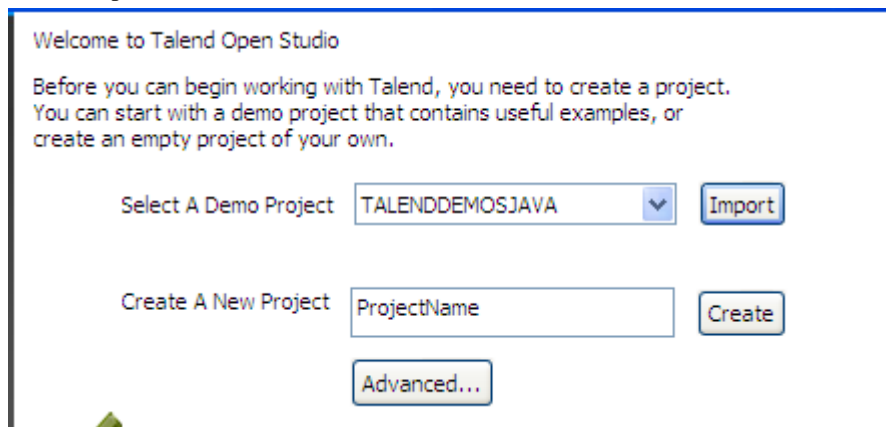 Welcome to Talend Open Studio
Before you can begin working with Talend, you need to create a project.
You can start with a demo project that contains useful examples, or
create an empty project of your own.
Select A Demo Project TALENDDEMOSJAVA Import
Create A New Project ProjectName Create
Advanced...